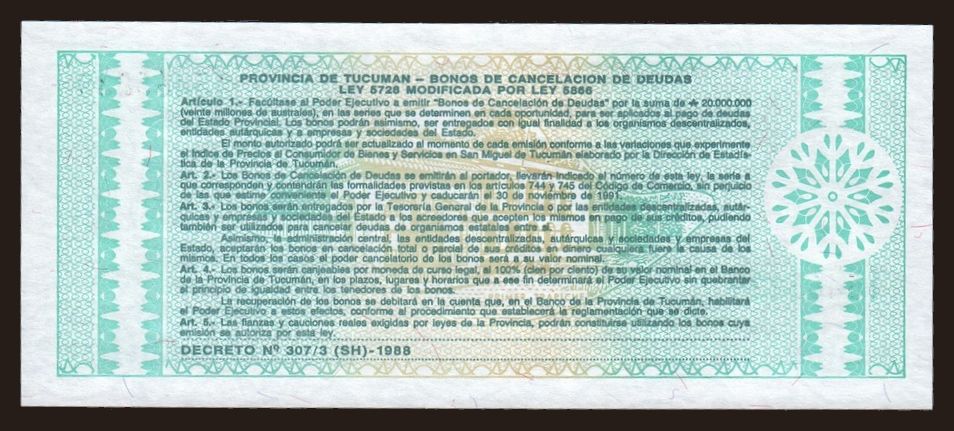 PROVINCIA DE TUCUMAN – BONOS DE CANCELACION DE DEUDAS
LEY 5728 MODIFICADA POR LEY 5866
Artículo 1.- Facúltase al Poder Ejecutivo a emitir "Bonos de Cancelación de Deudas" por la suma de ₳ 20.000.000
(veinte millones de australes), en las series que se determinen en cada oportunidad, para ser aplicados al pago de deudas
del Estado Provincial. Los bonos podrán asimismo, ser entregados con igual finalidad a los organismos descentralizados,
entidades autárquicas y a empresas y sociedades del Estado.
El monto autorizado podrá ser actualizado al momento de cada emisión conforme a las variaciones que experimente
el Indice de Precios al Consumidor de Bienes y Servicios en San Miguel de Tucumán elaborado por la Dirección de Estadís-
tica de la Provincia de Tucumán.
Art. 2.- Los Bonos de Cancelación de Deudas se emitirán al portador, llevarán indicado el número de esta ley, la serie a
que corresponden y contendrán las formalidades previstas en los artículos 744 y 745 del Código de Comercio, sin perjuicio
de las que estime conveniente el Poder Ejecutivo y caducarán el 30 de noviembre de 1991.
Art. 3.- Los bonos serán entregados por la Tesorería General de la Provincia ó por las entidades descentralizadas, autár-
quicas y empresas y sociedades del Estado a los acreedores que acepten los mismos en pago de sus créditos, pudiendo
también ser utilizados para cancelar deudas de organismos estatales entre sí.
Asimismo, la administración central, las entidades descentralizadas, autárquicas y sociedades y empresas del
Estado, aceptarán los bonos en cancelación total o parcial de sus créditos en dinero cualquiera fuere la causa de los
mismos. En todos los casos el poder cancelatorio de los bonos será a su valor nominal.
Art. 4.- Los bonos serán canjeables por moneda de curso legal, al 100% (cien por ciento) de su valor nominal en el Banco
de la Provincia de Tucumán, en los plazos, lugares y horarios que a ese fin determinará el Poder Ejecutivo sin quebrantar
el principio de igualdad entre los tenedores de los bonos.
La recuperación de los bonos se debitará en la cuenta que, en el Banco de la Provincia de Tucumán, habilitará
el Poder Ejecutivo a estos efectos, conforme al procedimiento que establecerá la reglamentación que se dicte.
Art. 5.- Las fianzas y cauciones reales exigidas por leyes de la Provincia, podrán constituirse utilizando los bonos cuya
emisión se autoriza por esta ley.
DECRETO Nº 307/3 (SH)-1988